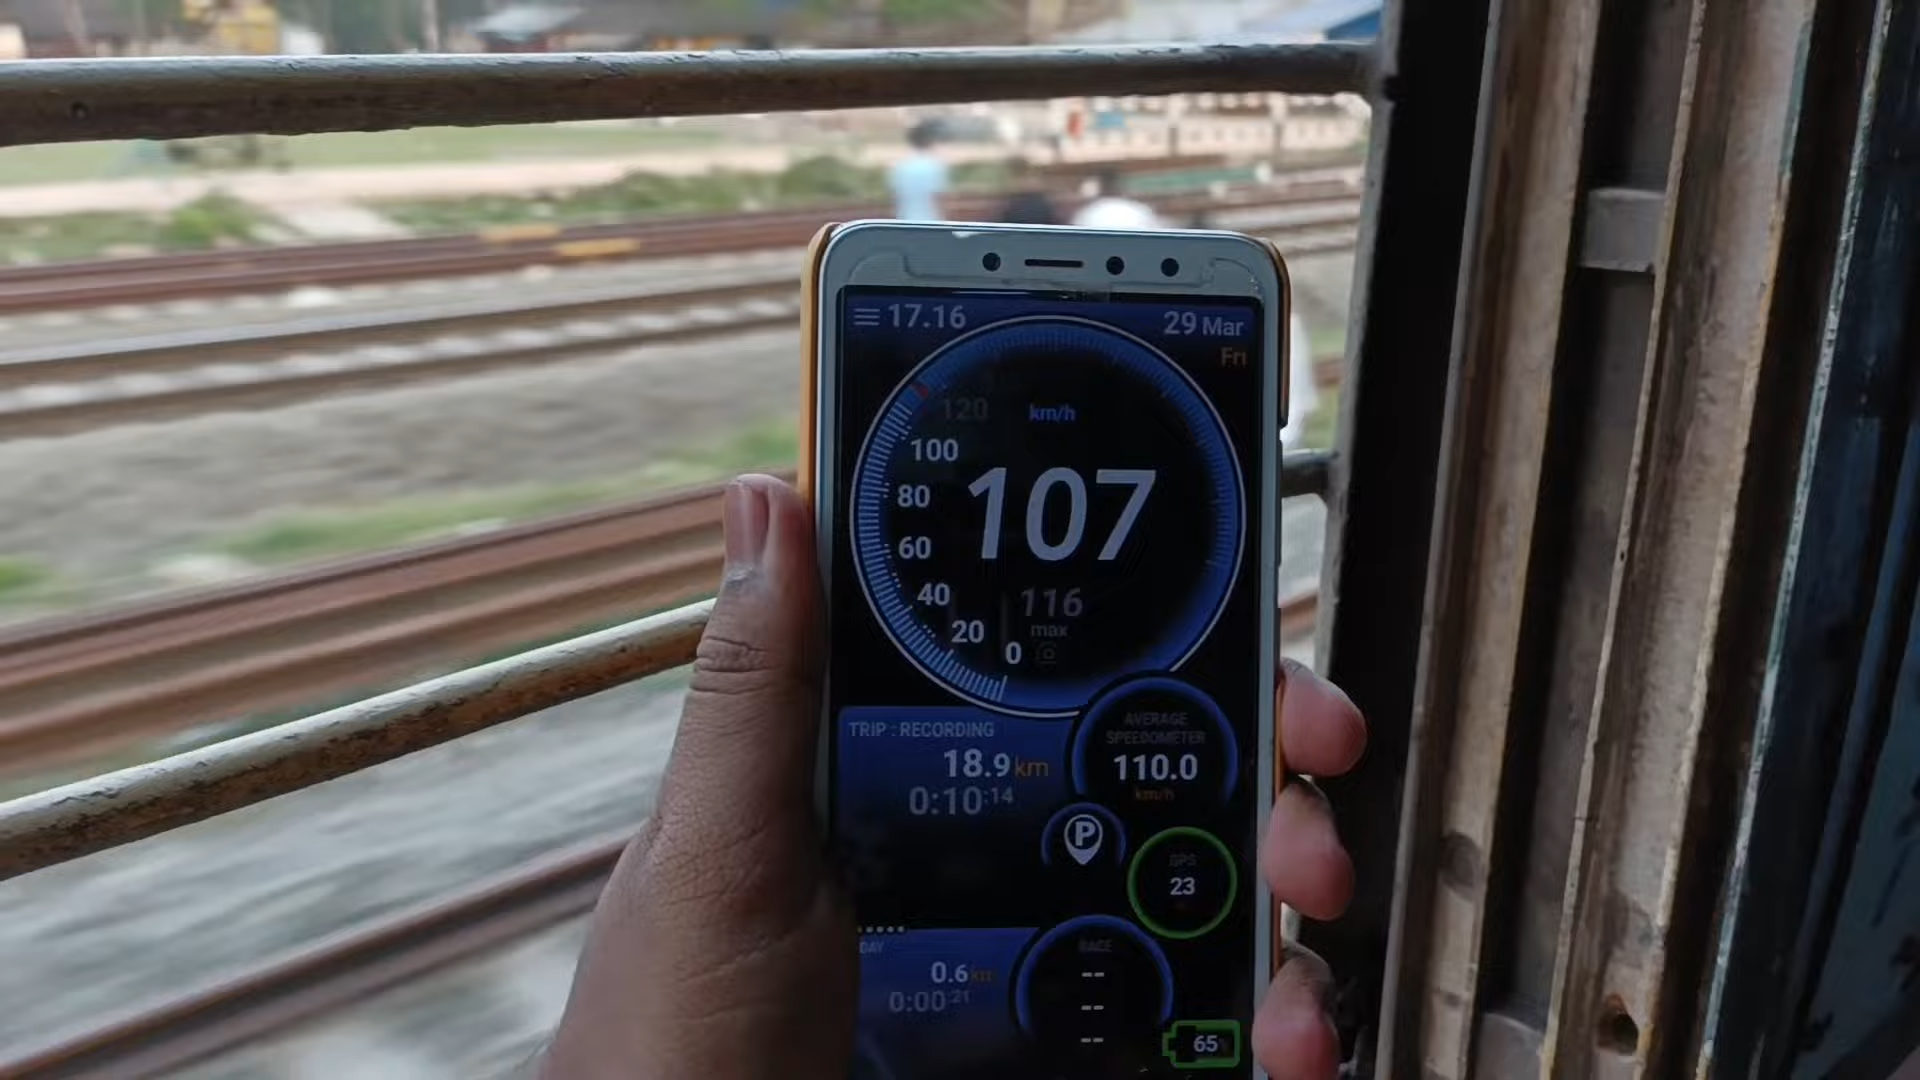 17.16
29 Mar
Fri
120
km/h
100
80
107
60
40
116
20
max
0
TRIP : RECORDING
18.9 km
0:10:14
AVERAGE
SPEEDOMETER
110.0
km/h
P
GPS
23
DAY
0.6 km
0:00:21
RACE
--
--
--
65